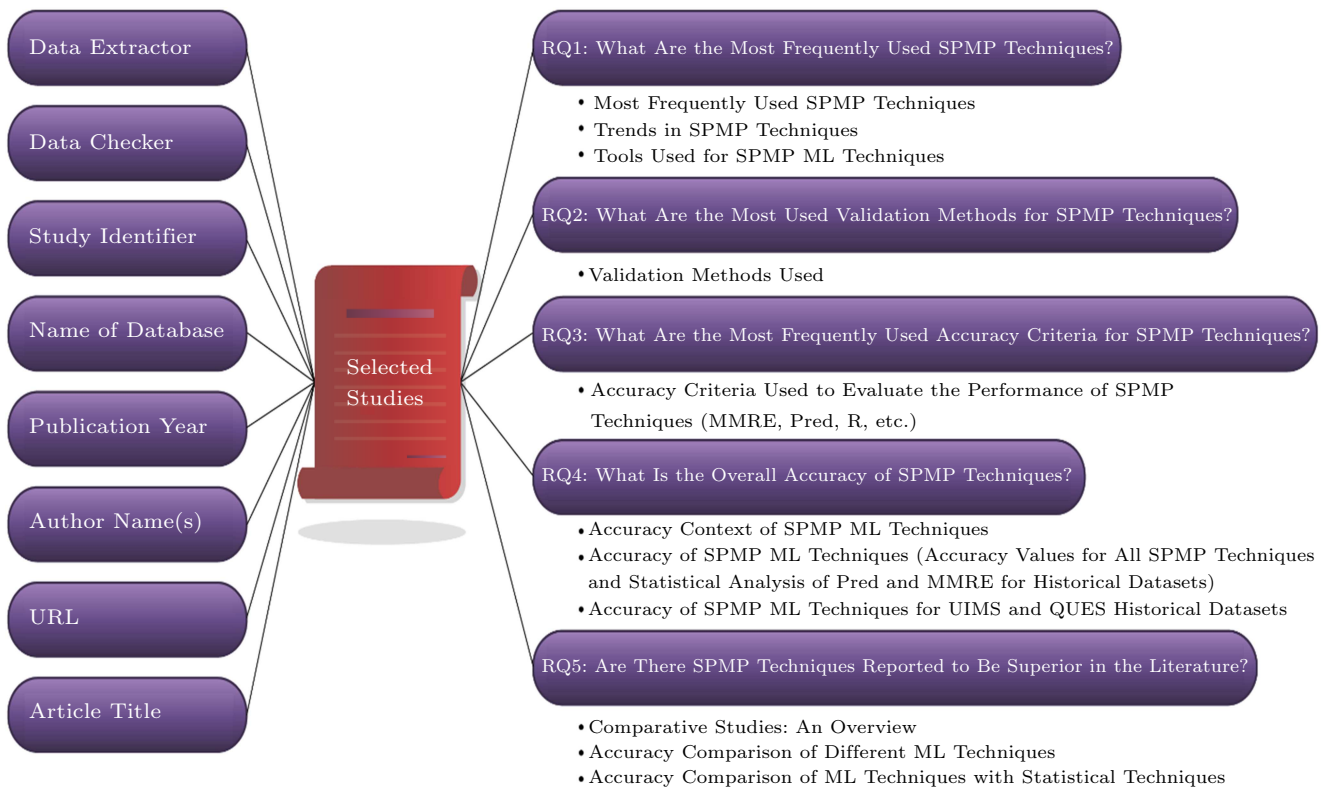 Data Extractor
Data Checker
Study Identifier
Name of Database
Publication Year
Author Name(s)
URL
Article Title
Selected
Studies
RQ1: What Are the Most Frequently Used SPMP Techniques?
• Most Frequently Used SPMP Techniques
• Trends in SPMP Techniques
• Tools Used for SPMP ML Techniques
RQ2: What Are the Most Used Validation Methods for SPMP Techniques?
• Validation Methods Used
RQ3: What Are the Most Frequently Used Accuracy Criteria for SPMP Techniques?
• Accuracy Criteria Used to Evaluate the Performance of SPMP
Techniques (MMRE, Pred, R, etc.)
RQ4: What Is the Overall Accuracy of SPMP Techniques?
• Accuracy Context of SPMP ML Techniques
• Accuracy of SPMP ML Techniques (Accuracy Values for All SPMP Techniques
and Statistical Analysis of Pred and MMRE for Historical Datasets)
• Accuracy of SPMP ML Techniques for UIMS and QUES Historical Datasets
RQ5: Are There SPMP Techniques Reported to Be Superior in the Literature?
• Comparative Studies: An Overview
• Accuracy Comparison of Different ML Techniques
• Accuracy Comparison of ML Techniques with Statistical Techniques